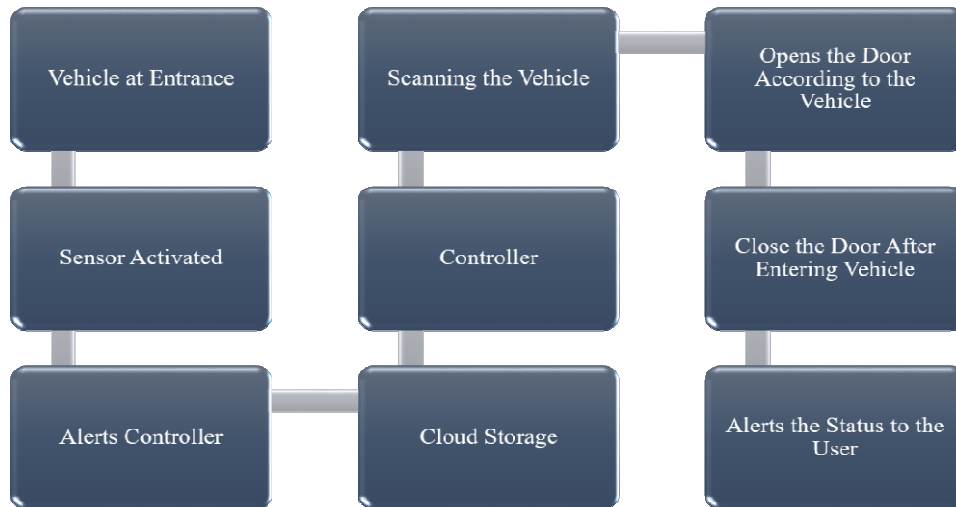 Vehicle at Entrance
Sensor Activated
Alerts Controller
Cloud Storage
Controller
Scanning the Vehicle
Opens the Door
According to the
Vehicle
Close the Door After
Entering Vehicle
Alerts the Status to the
User